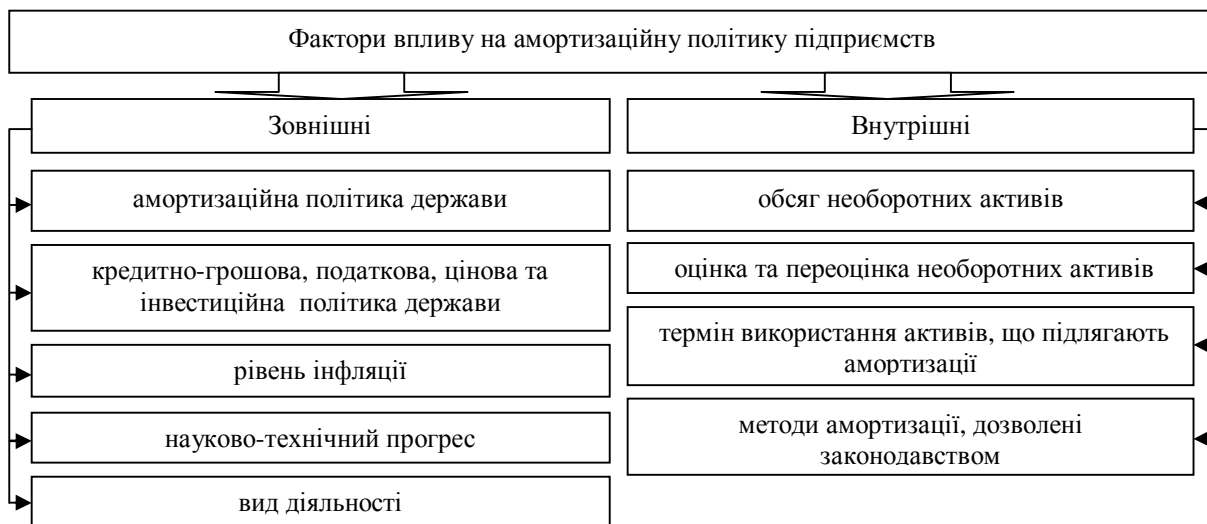 Фактори впливу на амортизаційну політику підприємств
Зовнішні
амортизаційна політика держави
кредитно-грошова, податкова, цінова та
інвестиційна політика держави
рівень інфляції
науково-технічний прогрес
вид діяльності
Внутрішні
обсяг необоротних активів
оцінка та переоцінка необоротних активів
термін використання активів, що підлягають
амортизації
методи амортизації, дозволені
законодавством